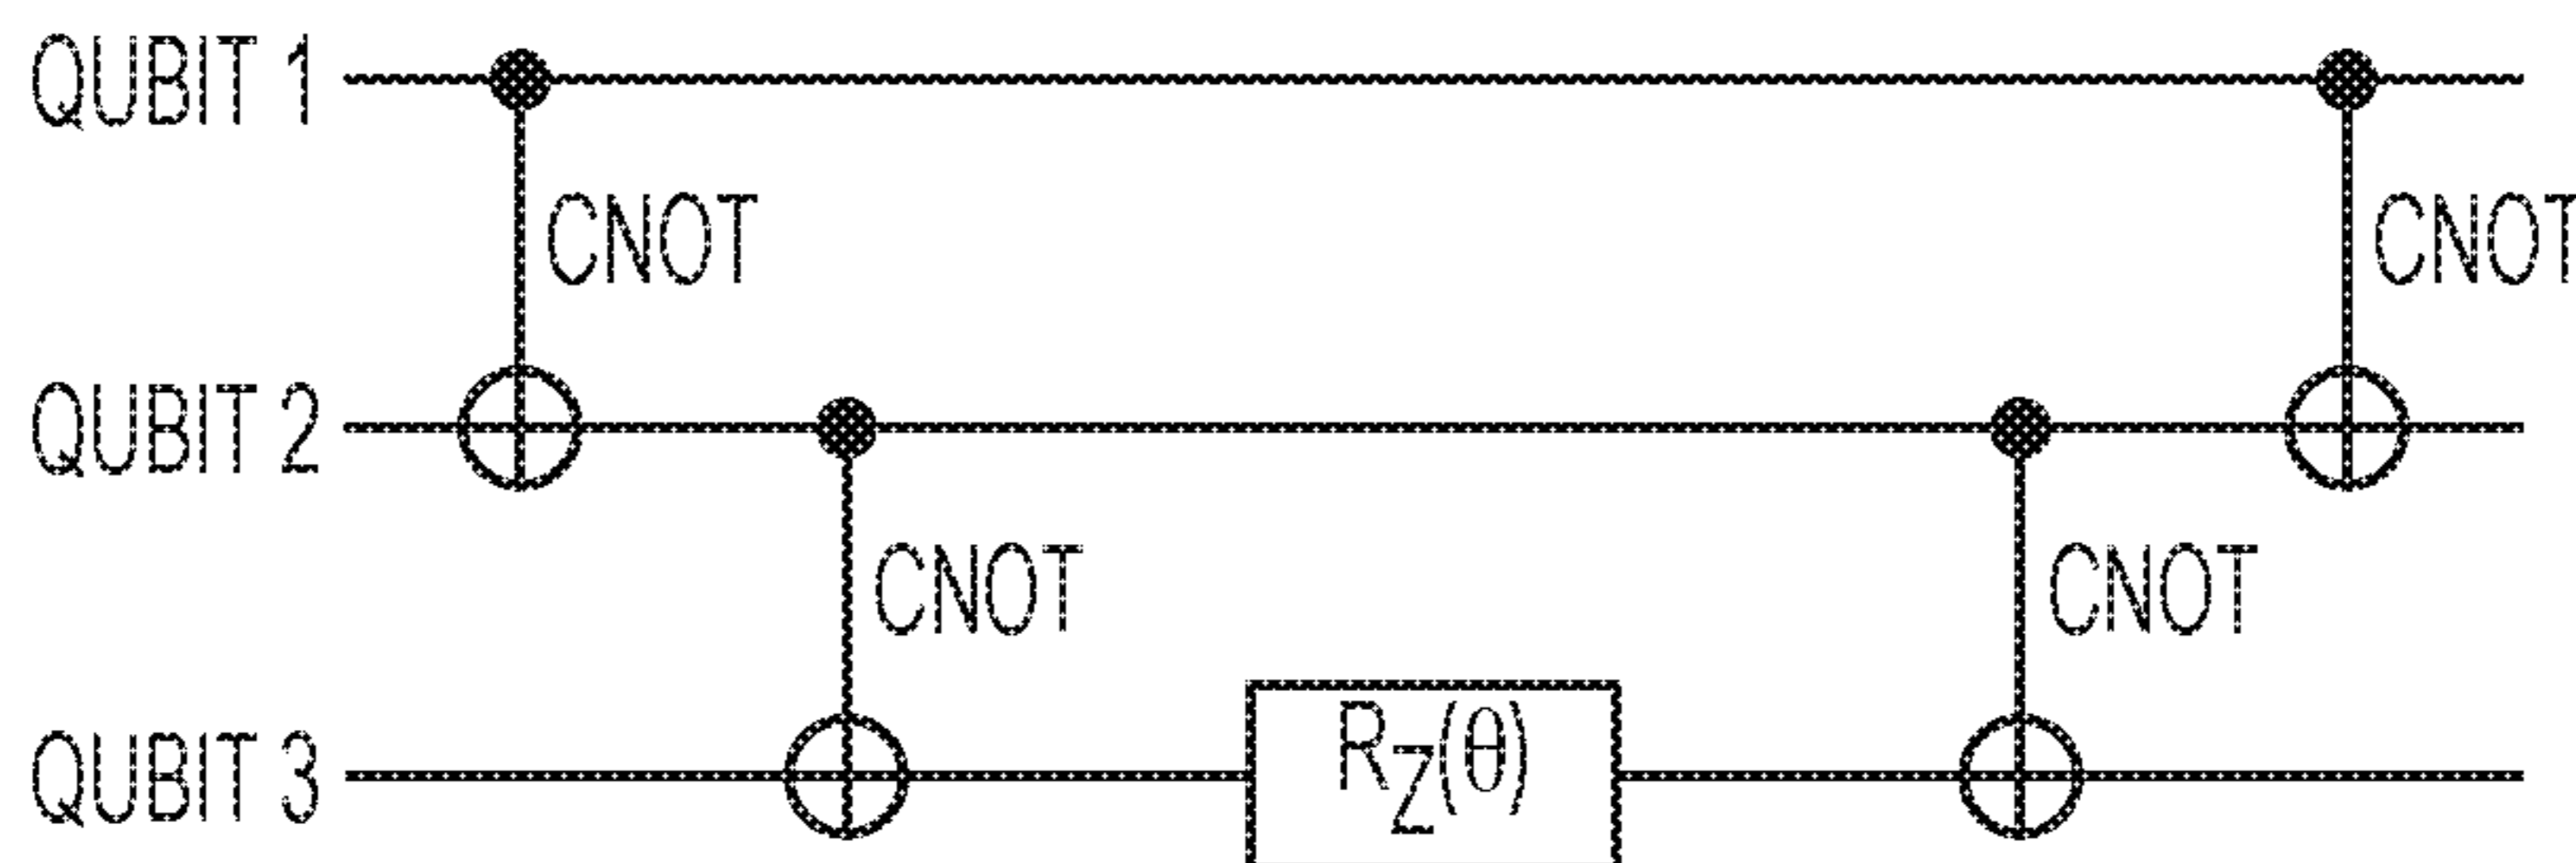 QUBIT 1
CNOT
CNOT
QUBIT 2
CNOT
CNOT
QUBIT 3
RZ(θ)